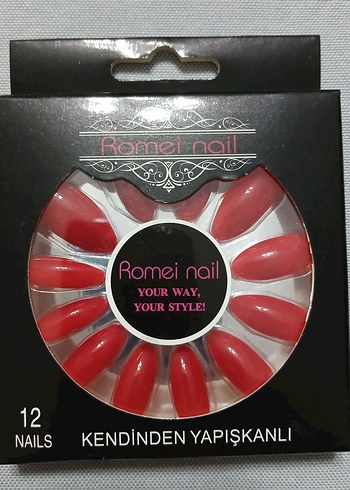 Romei nail
Romei nail
YOUR WAY,
YOUR STYLE!
12
NAILS
KENDİNDEN YAPIŞKANLI